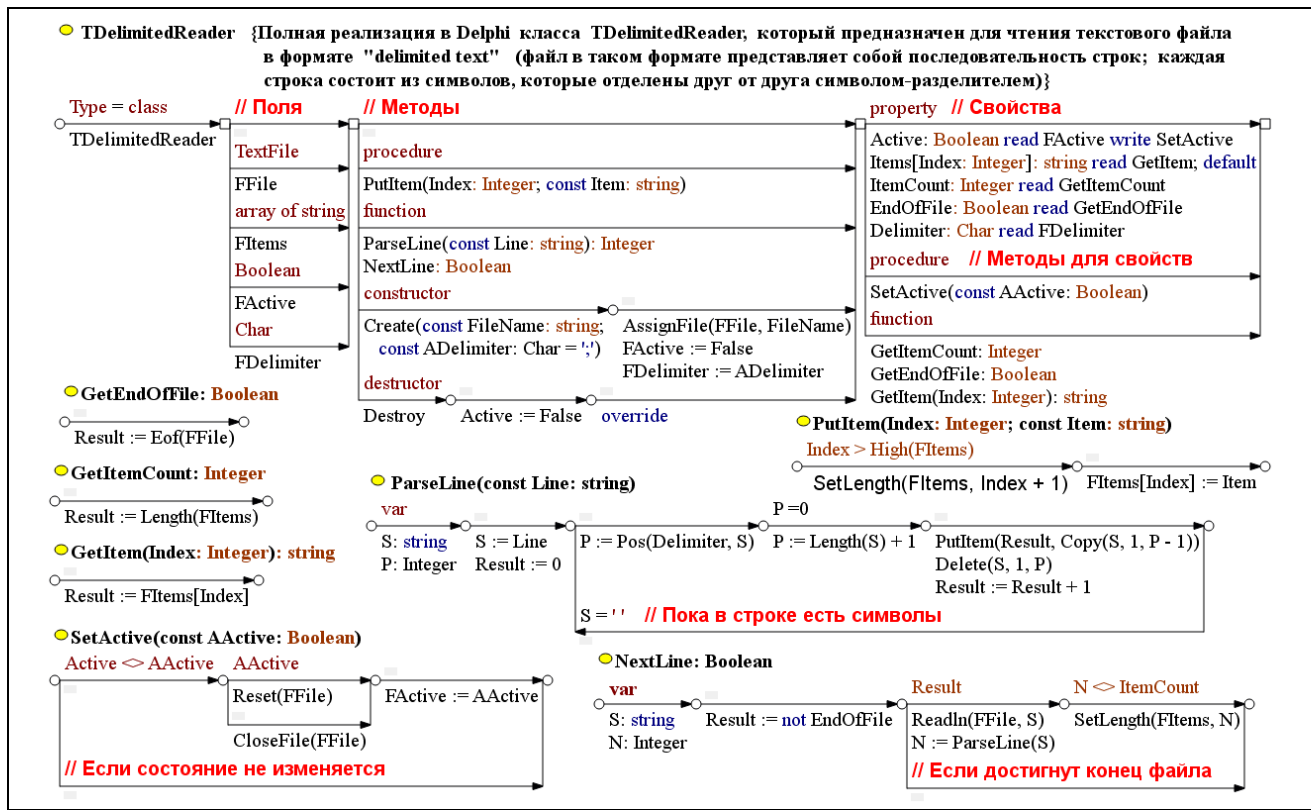 TDelimitedReader {Полная реализация в Delphi класса TDelimitedReader, который предназначен для чтения текстового файла
в формате "delimited text" (файл в таком формате представляет собой последовательность строк; каждая
строка состоит из символов, которые отделены друг от друга символом-разделителем)}
Type = class
TDelimitedReader
// Поля
TextFile
FFile
array of string
FItems
Boolean
FActive
Char
FDelimiter
// Методы
procedure
PutItem(Index: Integer; const Item: string)
function
ParseLine(const Line: string): Integer
NextLine: Boolean
constructor
Create(const FileName: string;
const ADelimiter: Char = ';')
AssignFile(FFile, FileName)
FActive := False
FDelimiter := ADelimiter
destructor
Destroy
Active := False
override
property // Свойства
Active: Boolean read FActive write SetActive
Items[Index: Integer]: string read GetItem; default
ItemCount: Integer read GetItemCount
EndOfFile: Boolean read GetEndOfFile
Delimiter: Char read FDelimiter
procedure // Методы для свойств
SetActive(const AActive: Boolean)
function
GetItemCount: Integer
GetEndOfFile: Boolean
GetItem(Index: Integer): string
GetEndOfFile: Boolean
Result := Eof(FFile)
GetItemCount: Integer
Result := Length(FItems)
GetItem(Index: Integer): string
Result := FItems[Index]
PutItem(Index: Integer; const Item: string)
Index > High(FItems)
SetLength(FItems, Index + 1)
FItems[Index] := Item
ParseLine(const Line: string)
var
S: string
P: Integer
S := Line
Result := 0
P := Pos(Delimiter, S)
P =0
P := Length(S) + 1
PutItem(Result, Copy(S, 1, P - 1))
Delete(S, 1, P)
Result := Result + 1
S = ' ' // Пока в строке есть символы
SetActive(const AActive: Boolean)
Active <> AActive
AActive
Reset(FFile)
CloseFile(FFile)
FActive := AActive
// Если состояние не изменяется
NextLine: Boolean
var
S: string
N: Integer
Result := not EndOfFile
Result
Readln(FFile, S)
N := ParseLine(S)
N <> ItemCount
SetLength(FItems, N)
// Если достигнут конец файла